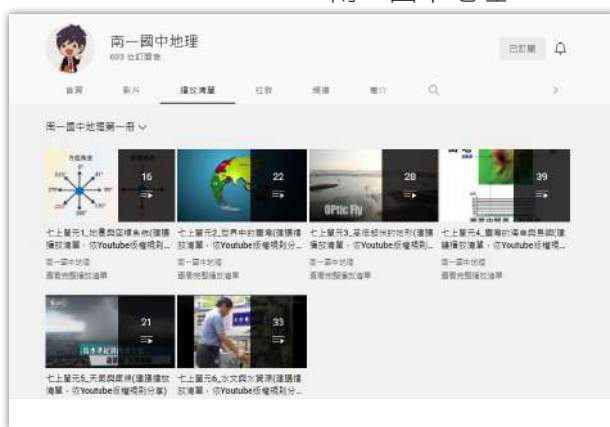 南一國中地理
693 位訂閱者
已訂閱
首頁
影片
播放清單
社群
頻道
簡介
南一國中地理第一冊
16
22
28
39
OPTIC Fly
七上單元1_地圖與座標系統(建議
播放清單，依Youtube版權規則...
南一國中地理
查看完整播放清單
七上單元2_世界中的臺灣(建議播
放清單，依Youtube版權規則分...
南一國中地理
查看完整播放清單
七上單元3_高低起伏的地形(建議
播放清單，依Youtube版權規則...
南一國中地理
查看完整播放清單
七上單元4_臺灣的海岸與島嶼(建
議播放清單，依Youtube版權規...
南一國中地理
查看完整播放清單
21
33
七上單元5_天氣與氣候(建議播放
清單，依Youtube版權規則分享)
七上單元6_水文與水資源(建議播
放清單，依Youtube版權規則分...